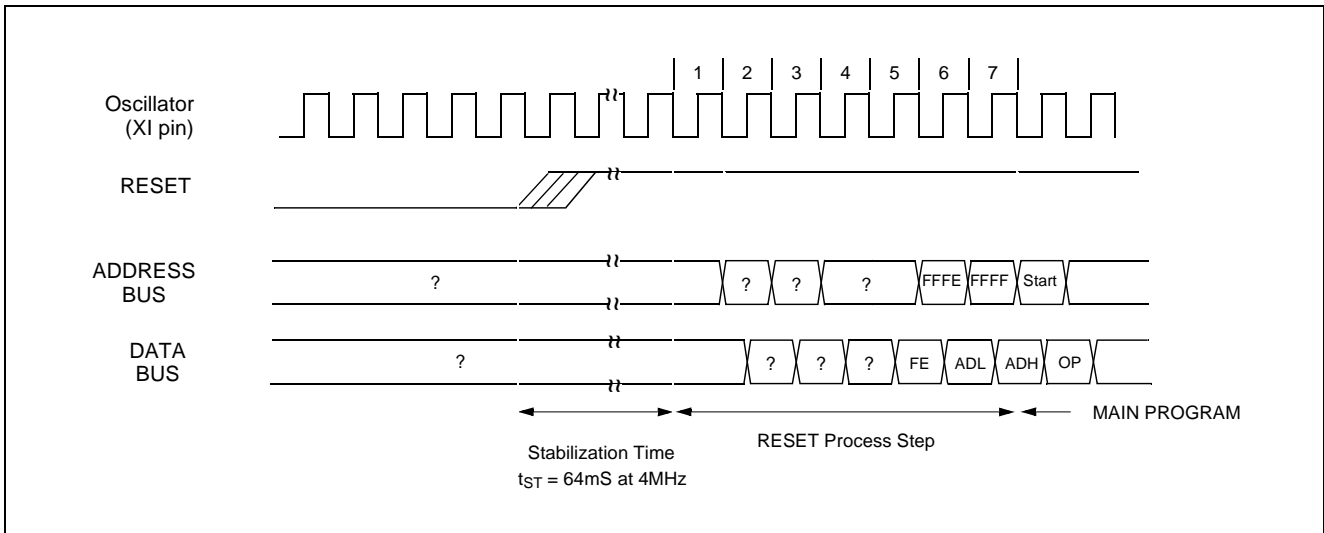 1 2 3 4 5 6 7
Oscillator
(XI pin)
RESET
ADDRESS
BUS
? ? ? ? FFFE FFFF Start
DATA
BUS
? ? ? ? FE ADL ADH OP
MAIN PROGRAM
Stabilization Time
tST = 64mS at 4MHz
RESET Process Step